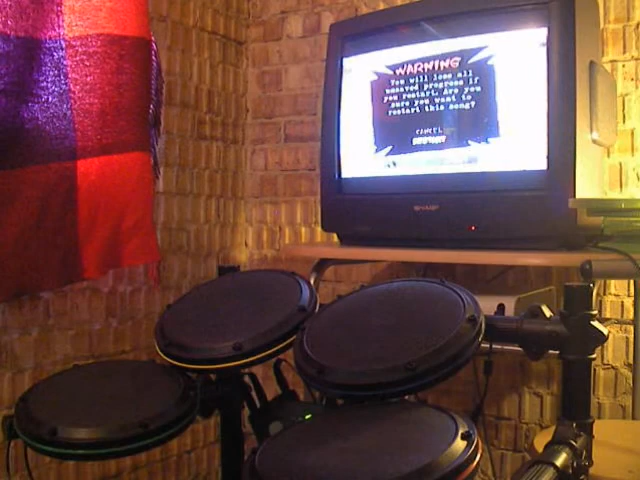 WARNING
You will lose all
unsaved progress if
you restart. Are you
sure you want to
restart this song?
CANCEL
RESTART
SHARP